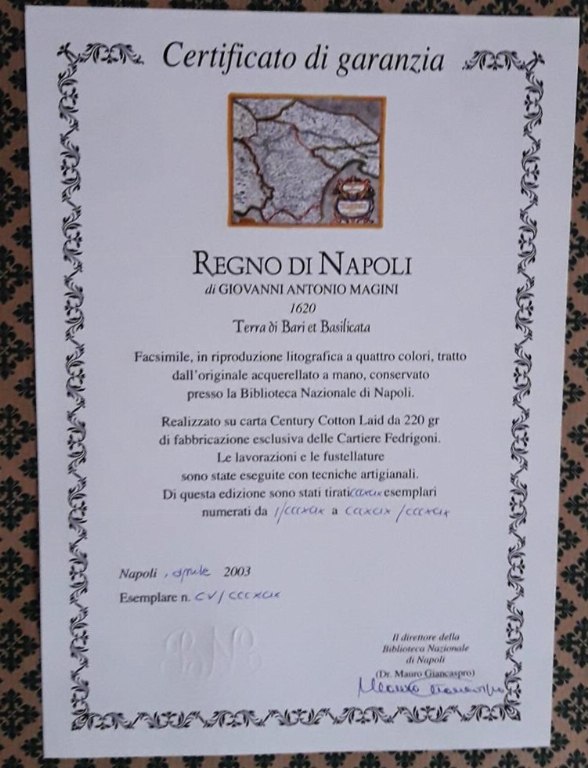 Certificato di garanzia
REGNO DI NAPOLI
di GIOVANNI ANTONIO MAGINI
1620
Terra di Bari et Basilicata
Facsimile, in riproduzione litografica a quattro colori, tratto
dall'originale acquerellato a mano, conservato
presso la Biblioteca Nazionale di Napoli.
Realizzato su carta Century Cotton Laid da 220 gr
di fabbricazione esclusiva delle Cartiere Fedrigoni.
Le lavorazioni e le fustellature
sono state eseguite con tecniche artigianali.
Di questa edizione sono stati tirati esemplari
numerati da I/CCCXCIX a
Napoli, aprile 2003
Esemplare n. CV/CCCXCIX
Il direttore della
Biblioteca Nazionale
di Napoli
(Dr. Mauro Giancaspro)